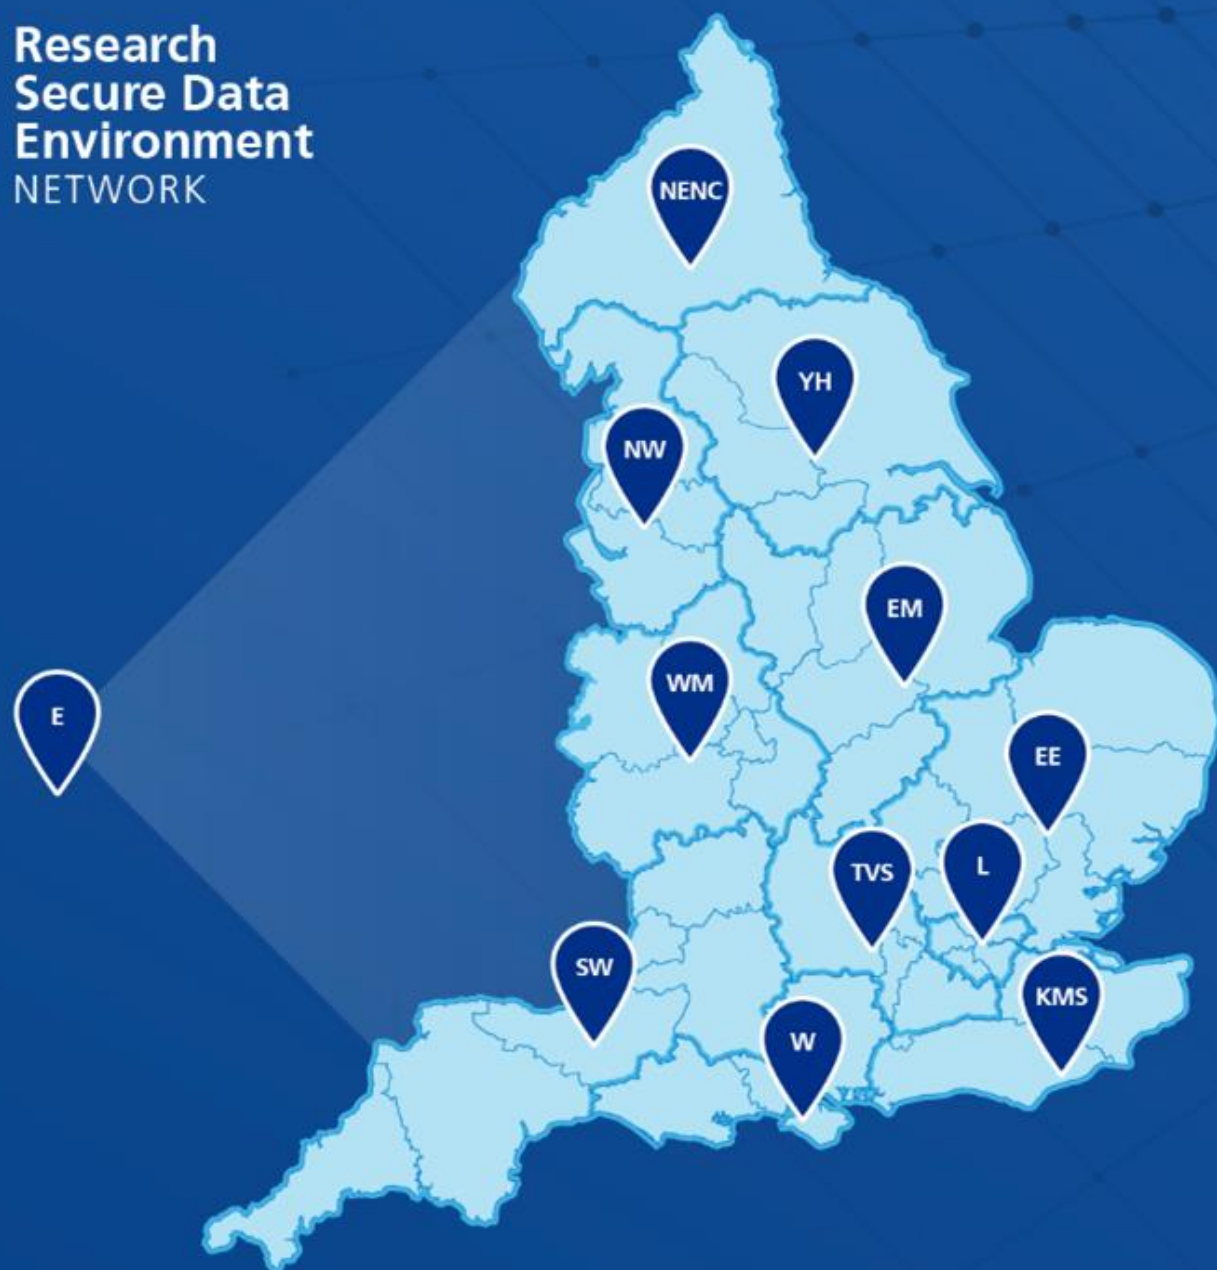 Research
Secure Data
Environment
NETWORK
NENC
YH
NW
EM
WM
E
EE
TVS
L
SW
KMS
W